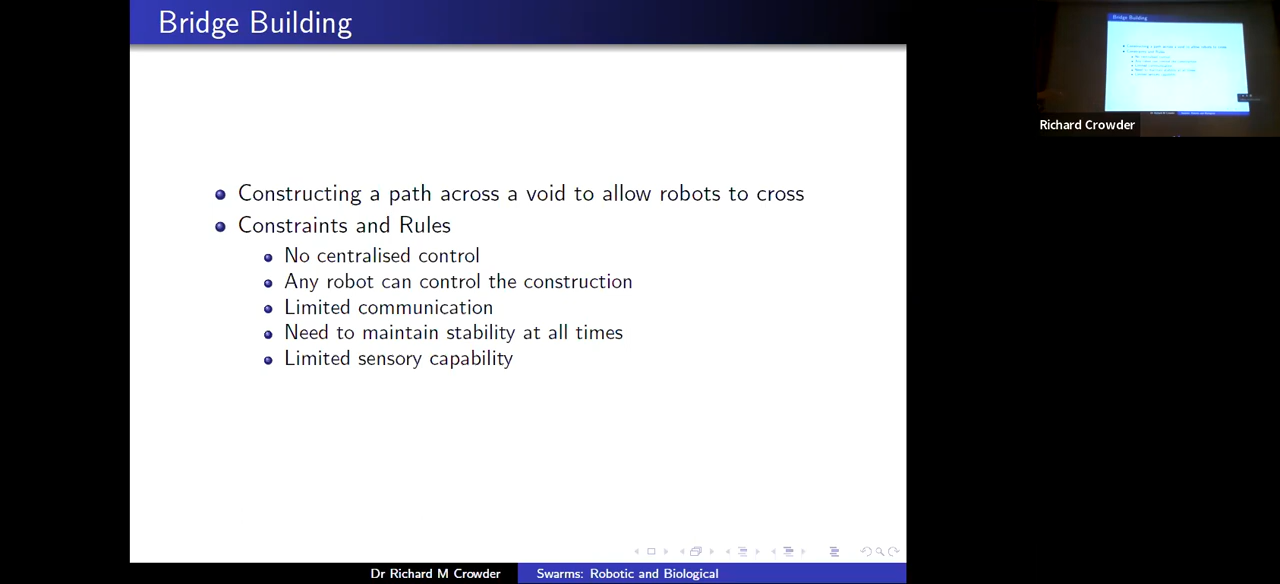 Bridge Building
Constructing a path across a void to allow robots to cross
Constraints and Rules
No centralised control
Any robot can control the construction
Limited communication
Need to maintain stability at all times
Limited sensory capability
Dr Richard M Crowder
Swarms: Robotic and Biological
Bridge Building
Richard Crowder